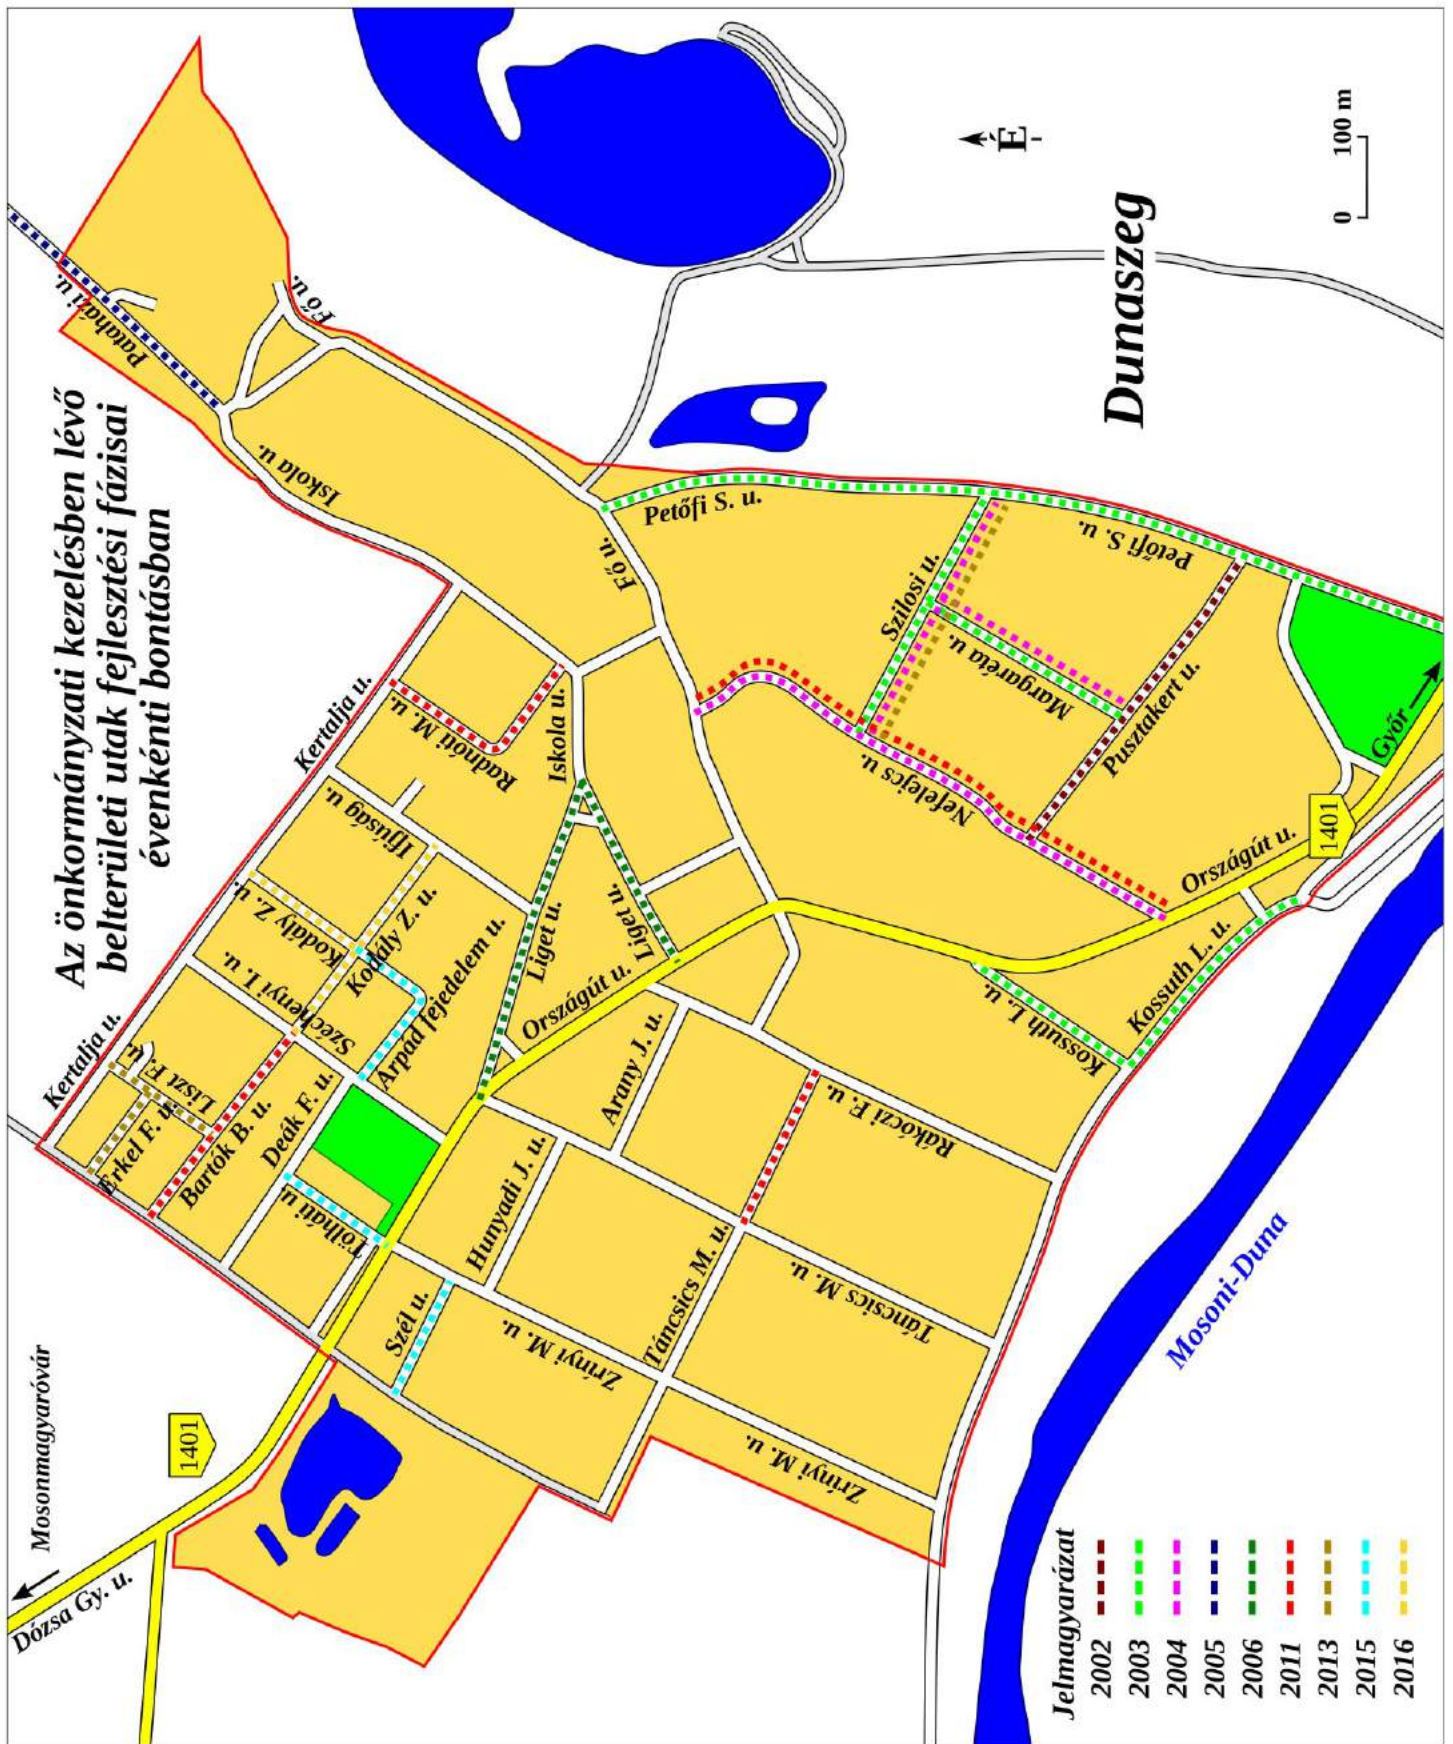 Az önkormányzati kezelésben lévő
belterületi utak fejlesztési fázisai
évenkénti bontásban
Mosonmagyaróvár
Dózsa Gy. u.
1401
Kertalja u.
Kertalja u.
Pataházi u.
Fő u.
Iskola u.
Radnóti M. u.
Iskola u.
Ifjúság u.
Kodály Z. u.
Kodály Z. u.
Széchenyi I. u.
Liszt F. u.
Erkel F. u.
Bartók B. u.
Deák F. u.
Árpád fejedelem u.
Tölháti u.
Liget u.
Liget u.
Országút u.
Fő u.
Petőfi S. u.
Petőfi S. u.
Szilosi u.
Margaréta u.
Nefelejcs u.
Pusztakert u.
Győr
Országút u.
1401
Kossuth L. u.
Kossuth L. u.
Arany J. u.
Rákóczi F. u.
Hunyadi J. u.
Szél u.
Zrínyi M. u.
Táncsics M. u.
Táncsics M. u.
Zrínyi M. u.
Mosoni-Duna
Dunaszeg
É
0 100 m
Jelmagyarázat
2002
2003
2004
2005
2006
2011
2013
2015
2016